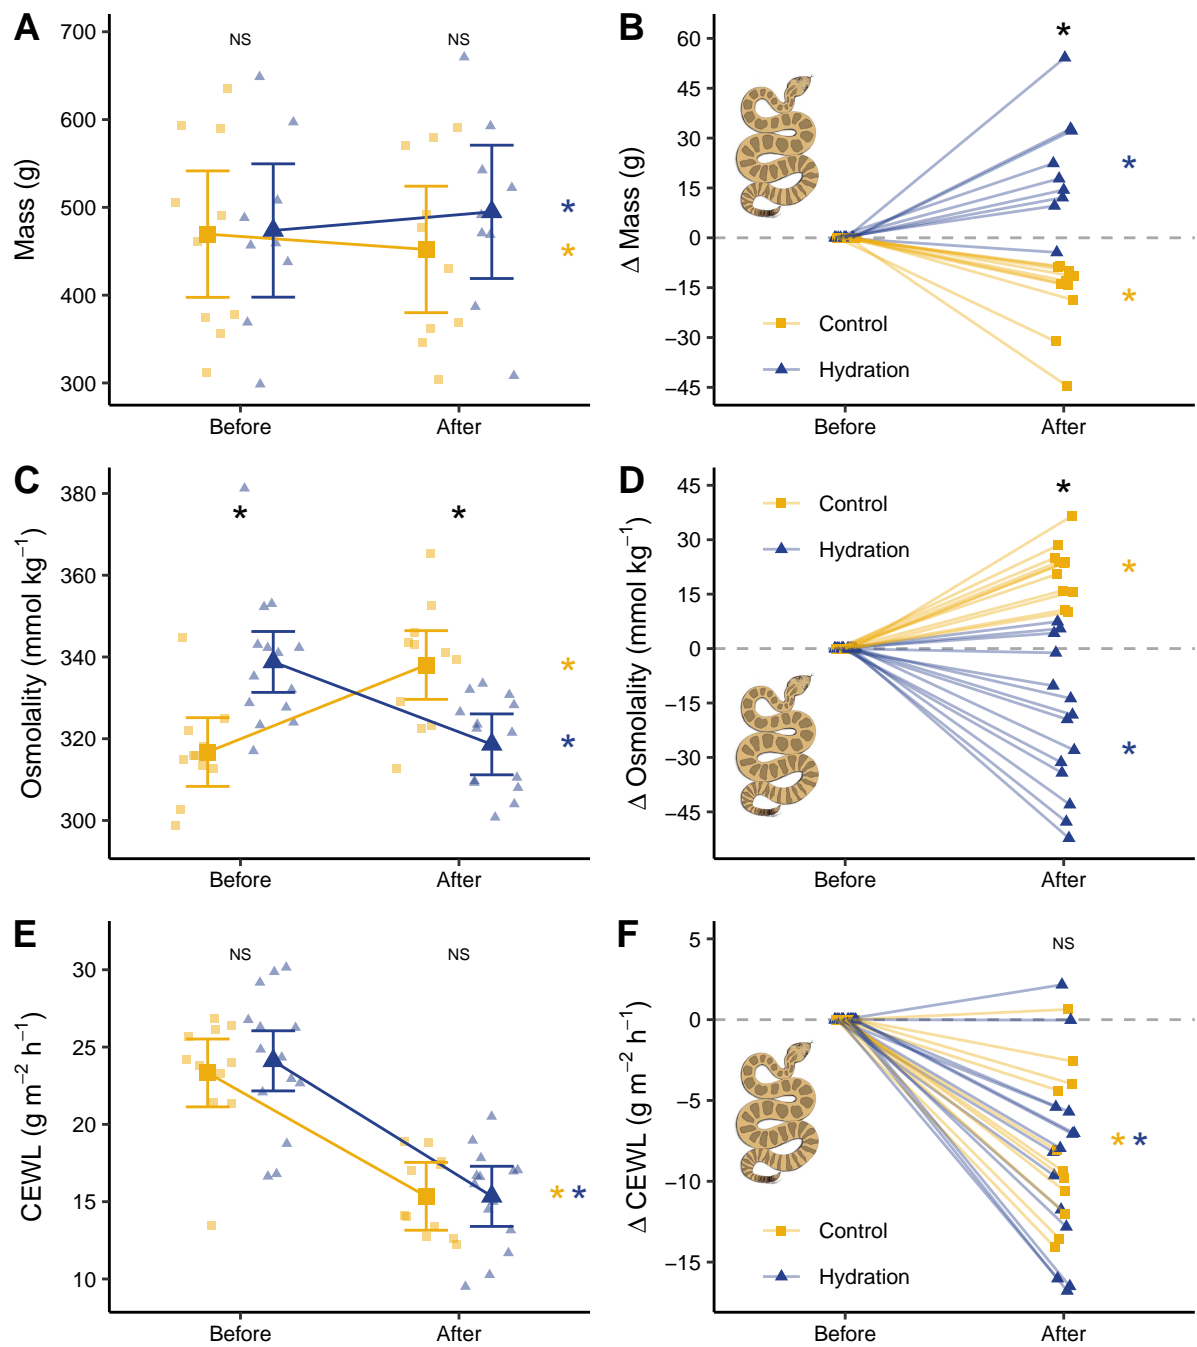 A
Mass (g)
700
600
500
400
300
NS
NS
*
*
Before
After
B
Δ Mass (g)
60
45
30
15
0
−15
−30
−45
*
*
*
Control
Hydration
Before
After
C
Osmolality (mmol kg⁻¹)
380
360
340
320
300
*
*
*
*
Before
After
D
Δ Osmolality (mmol kg⁻¹)
45
30
15
0
−15
−30
−45
*
*
*
Control
Hydration
Before
After
E
CEWL (g m⁻² h⁻¹)
30
25
20
15
10
NS
NS
* *
Before
After
F
Δ CEWL (g m⁻² h⁻¹)
5
0
−5
−10
−15
NS
* *
Control
Hydration
Before
After